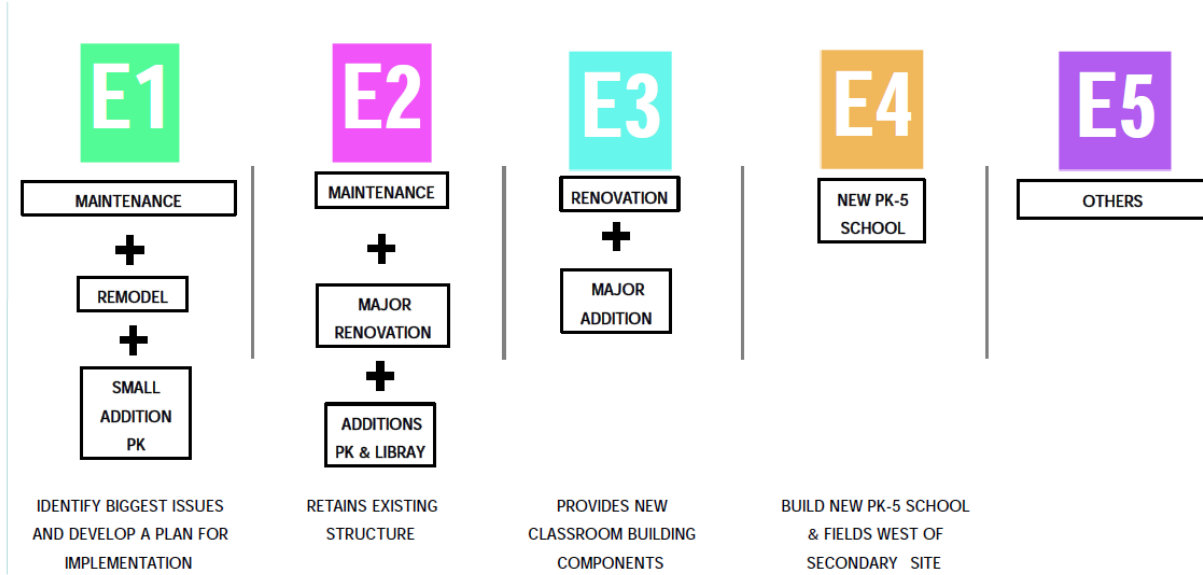 E1
MAINTENANCE
+
REMODEL
+
SMALL
ADDITION
PK
IDENTIFY BIGGEST ISSUES
AND DEVELOP A PLAN FOR
IMPLEMENTATION
E2
MAINTENANCE
+
MAJOR
RENOVATION
+
ADDITIONS
PK & LIBRAY
RETAINS EXISTING
STRUCTURE
E3
RENOVATION
+
MAJOR
ADDITION
PROVIDES NEW
CLASSROOM BUILDING
COMPONENTS
E4
NEW PK-5
SCHOOL
BUILD NEW PK-5 SCHOOL
& FIELDS WEST OF
SECONDARY SITE
E5
OTHERS